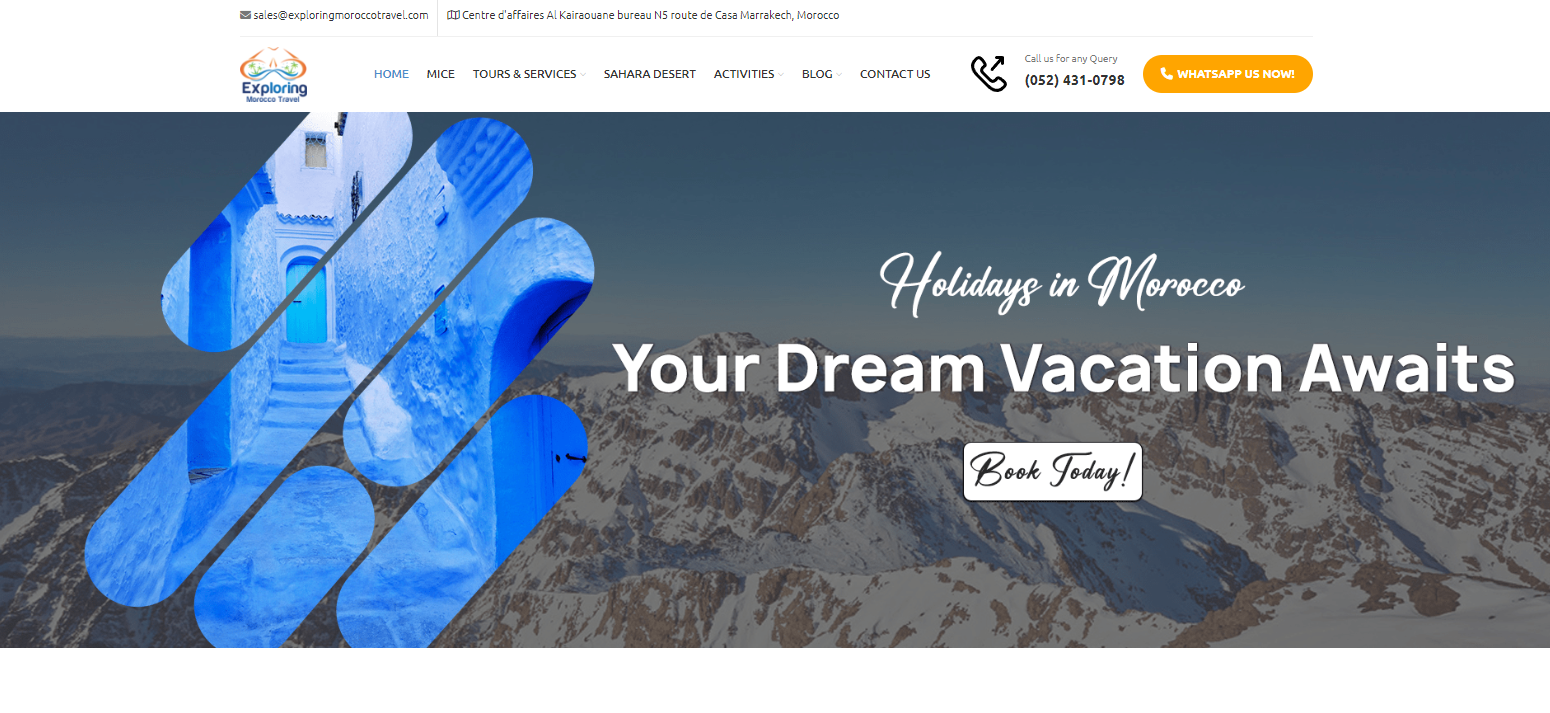 sales@exploringmoroccotravel.com
Centre d'affaires Al Kairaouane bureau N5 route de Casa Marrakech, Morocco
Exploring
Morocco Travel
HOME MICE TOURS & SERVICES SAHARA DESERT ACTIVITIES BLOG CONTACT US
Call us for any Query
(052) 431-0798
WHATSAPP US NOW!
Holidays in Morocco
Your Dream Vacation Awaits
Book Today!